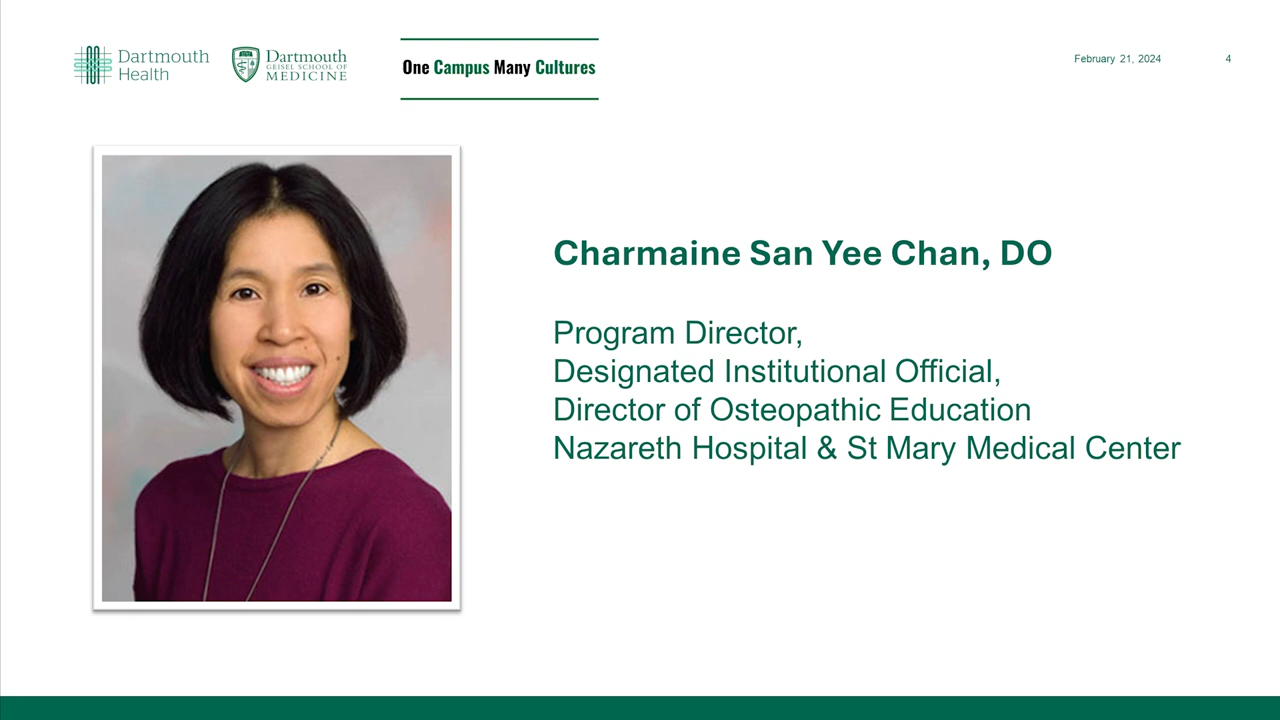 Dartmouth
Health
Dartmouth
GEISEL SCHOOL OF
MEDICINE
One Campus Many Cultures
February 21, 2024
4
Charmaine San Yee Chan, DO
Program Director,
Designated Institutional Official,
Director of Osteopathic Education
Nazareth Hospital & St Mary Medical Center